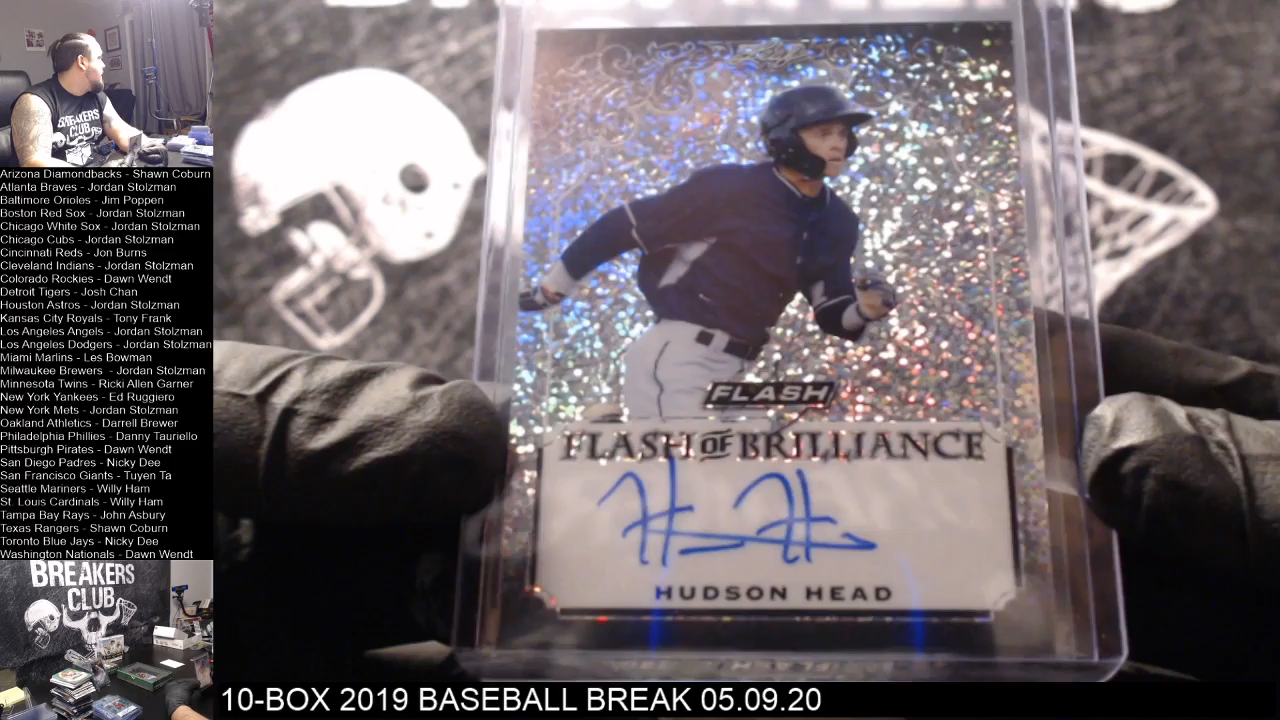 BREAKERS
CLUB
Arizona Diamondbacks - Shawn Coburn
Atlanta Braves - Jordan Stolzman
Baltimore Orioles - Jim Poppen
Boston Red Sox - Jordan Stolzman
Chicago White Sox - Jordan Stolzman
Chicago Cubs - Jordan Stolzman
Cincinnati Reds - Jon Burns
Cleveland Indians - Jordan Stolzman
Colorado Rockies - Dawn Wendt
Detroit Tigers - Josh Chan
Houston Astros - Jordan Stolzman
Kansas City Royals - Tony Frank
Los Angeles Angels - Jordan Stolzman
Los Angeles Dodgers - Jordan Stolzman
Miami Marlins - Les Bowman
Milwaukee Brewers - Jordan Stolzman
Minnesota Twins - Ricki Allen Garner
New York Yankees - Ed Ruggiero
New York Mets - Jordan Stolzman
Oakland Athletics - Darrell Brewer
Philadelphia Phillies - Danny Tauriello
Pittsburgh Pirates - Dawn Wendt
San Diego Padres - Nicky Dee
San Francisco Giants - Tuyen Ta
Seattle Mariners - Willy Ham
St. Louis Cardinals - Willy Ham
Tampa Bay Rays - John Asbury
Texas Rangers - Shawn Coburn
Toronto Blue Jays - Nicky Dee
Washington Nationals - Dawn Wendt
BREAKERS
CLUB
FLASH
FLASH OF BRILLIANCE
HUDSON HEAD
10-BOX 2019 BASEBALL BREAK 05.09.20